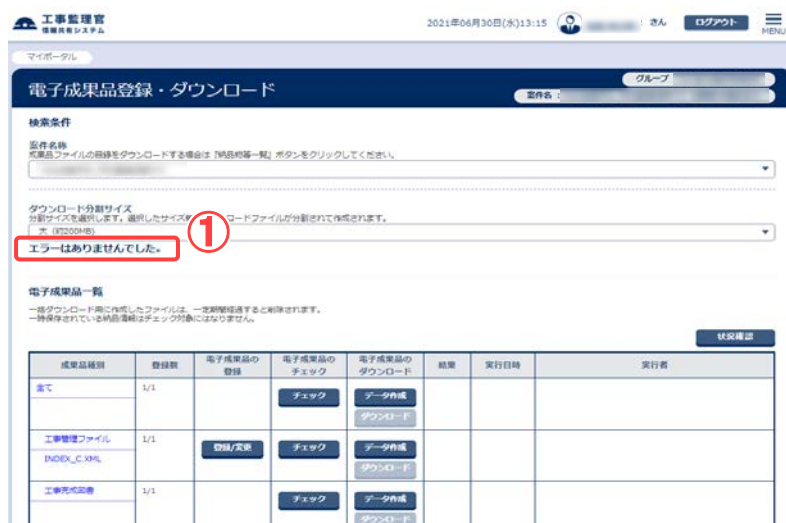 工事監理官
情報共有システム
2021年06月30日(水)13:15
さん
ログアウト
MENU
マイポータル
電子成果品登録・ダウンロード
グループ
案件名:
検索条件
案件名称
成果品ファイルの目録をダウンロードする場合は『納品物等一覧』ボタンをクリックしてください。
ダウンロード分割サイズ
分割サイズを選択します。選択したサイズ
ロードファイルが分割されて作成されます。
大 (約200MB)
①
エラーはありませんでした。
電子成果品一覧
一括ダウンロード用に作成したファイルは、一定期間経過すると削除されます。
一時保存されている納品情報はチェック対象にはなりません。
状況確認
成果品種別 登録数 電子成果品の登録 電子成果品のチェック 電子成果品のダウンロード 結果 実行日時 実行者
全て 1/1 チェック データ作成
ダウンロード
工事管理ファイル 1/1 登録/変更 チェック データ作成
INDEX_C.XML ダウンロード
工事完成図書 1/1 チェック データ作成
ダウンロード